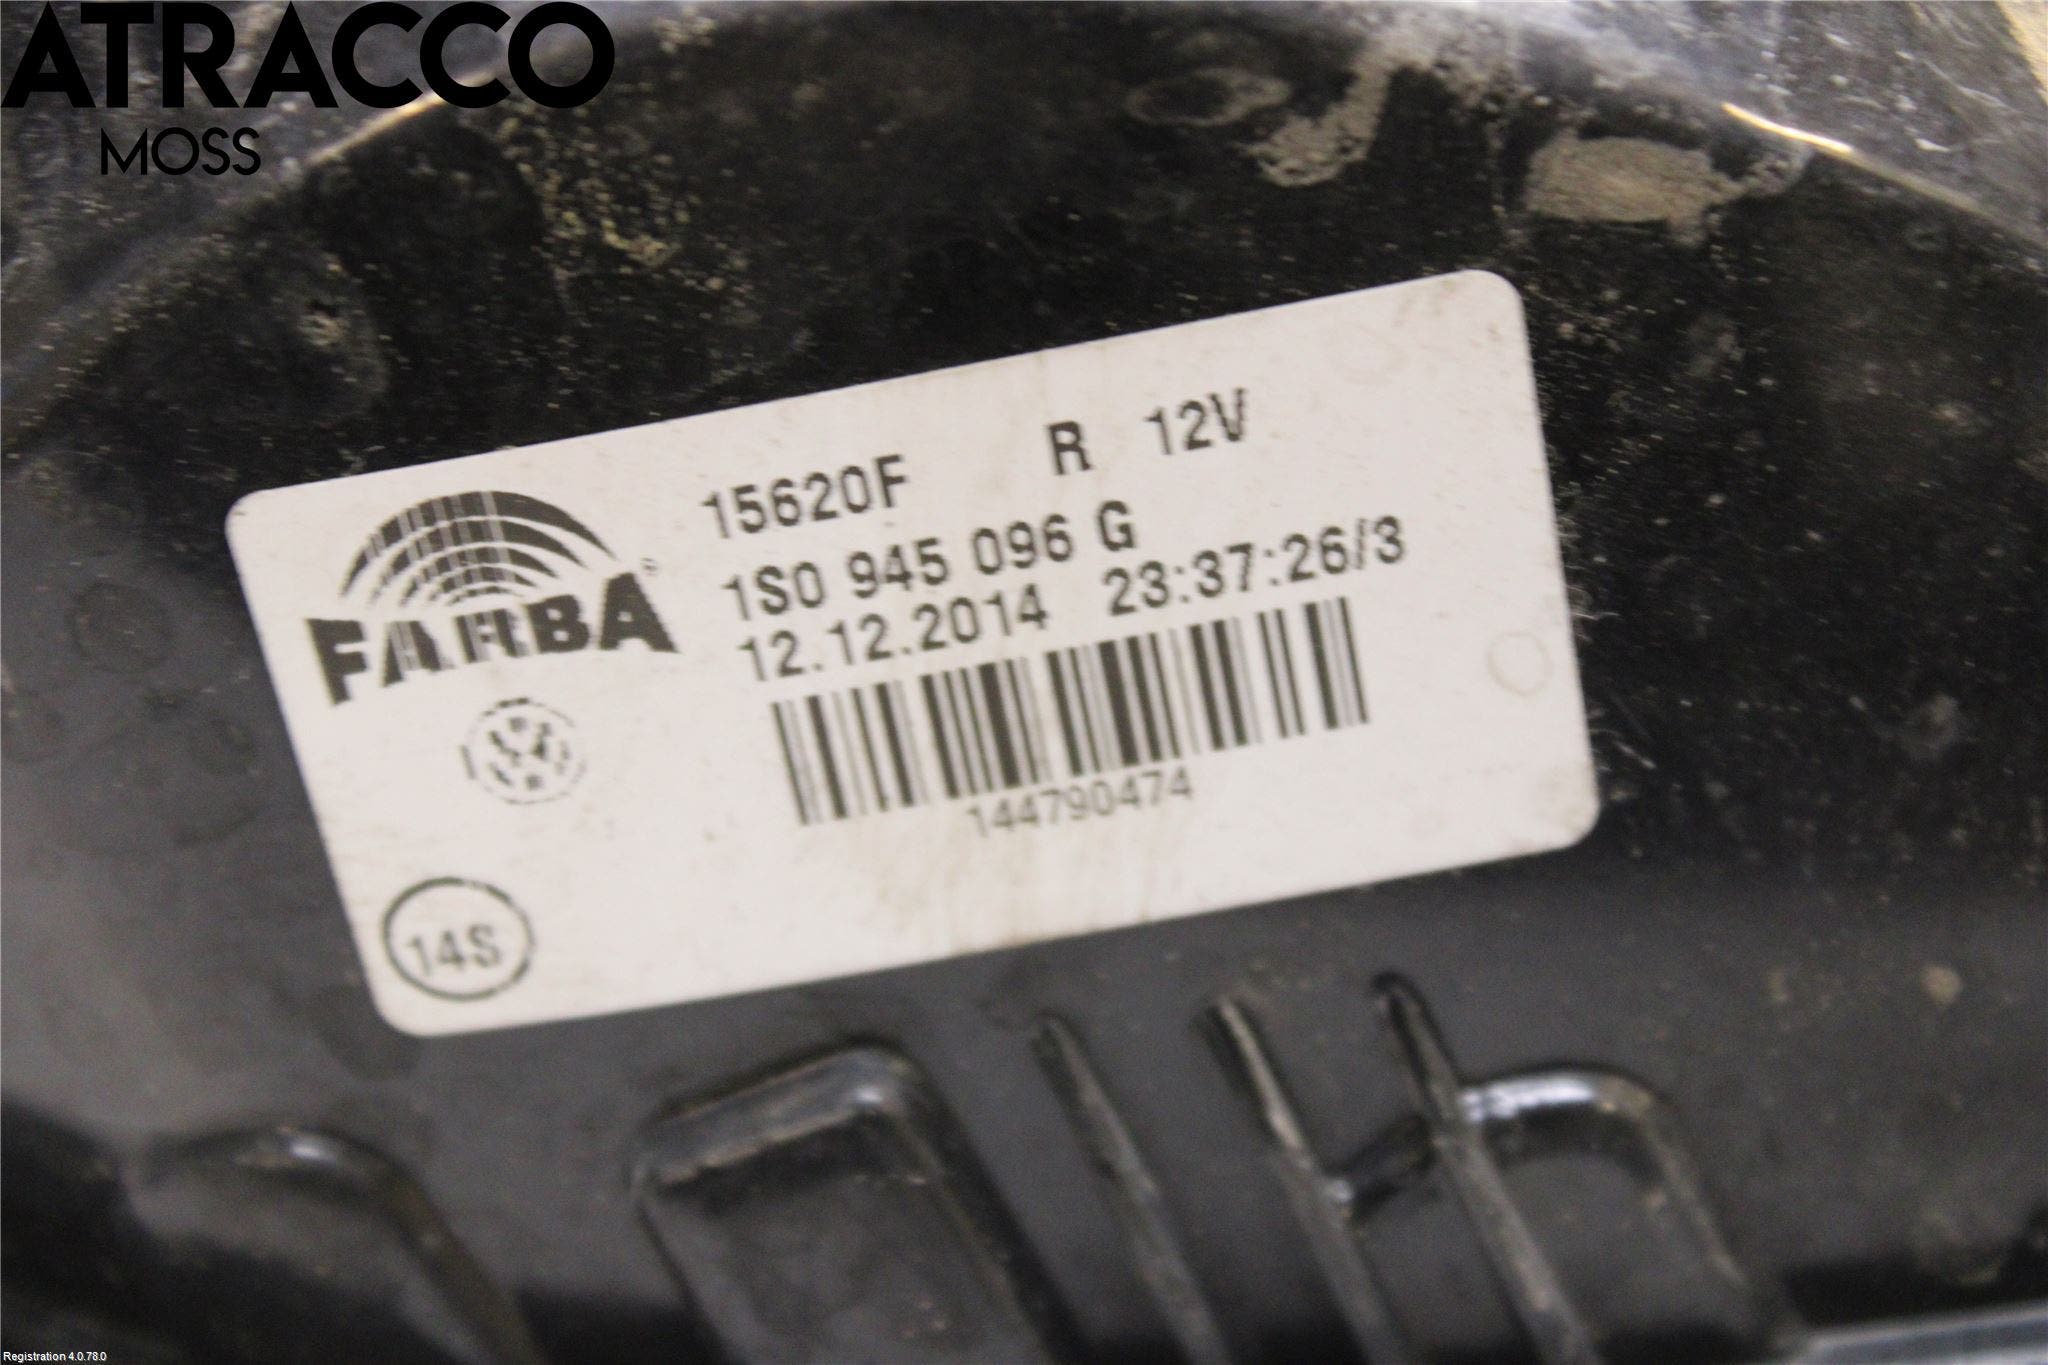 ATRACCO
MOSS
15620F R 12V
1S0 945 096 G
12.12.2014 23:37:26/3
FARBA®
144790474
14S
Registration 4.0.78.0